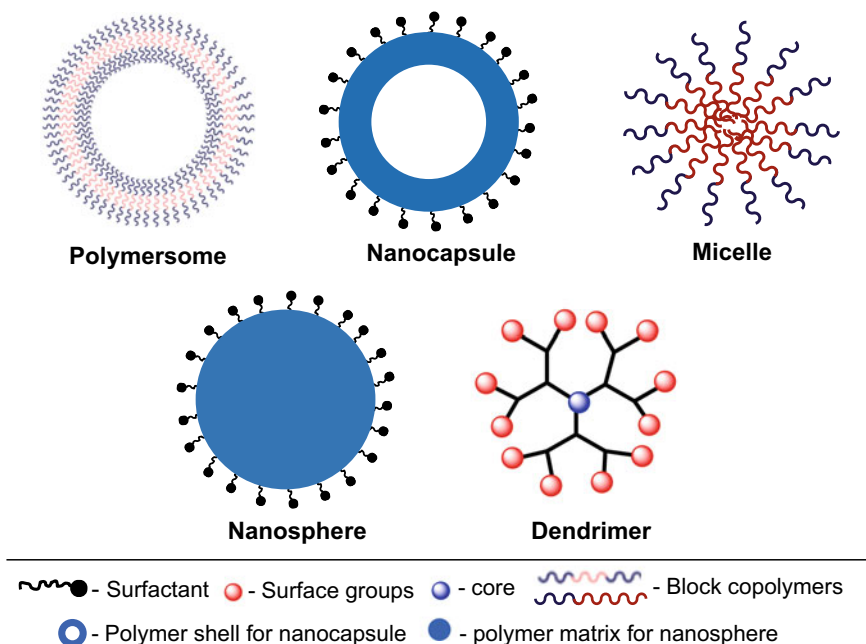 Polymersome
Nanocapsule
Micelle
Nanosphere
Dendrimer
- Surfactant
- Surface groups
- core
- Block copolymers
- Polymer shell for nanocapsule
- polymer matrix for nanosphere